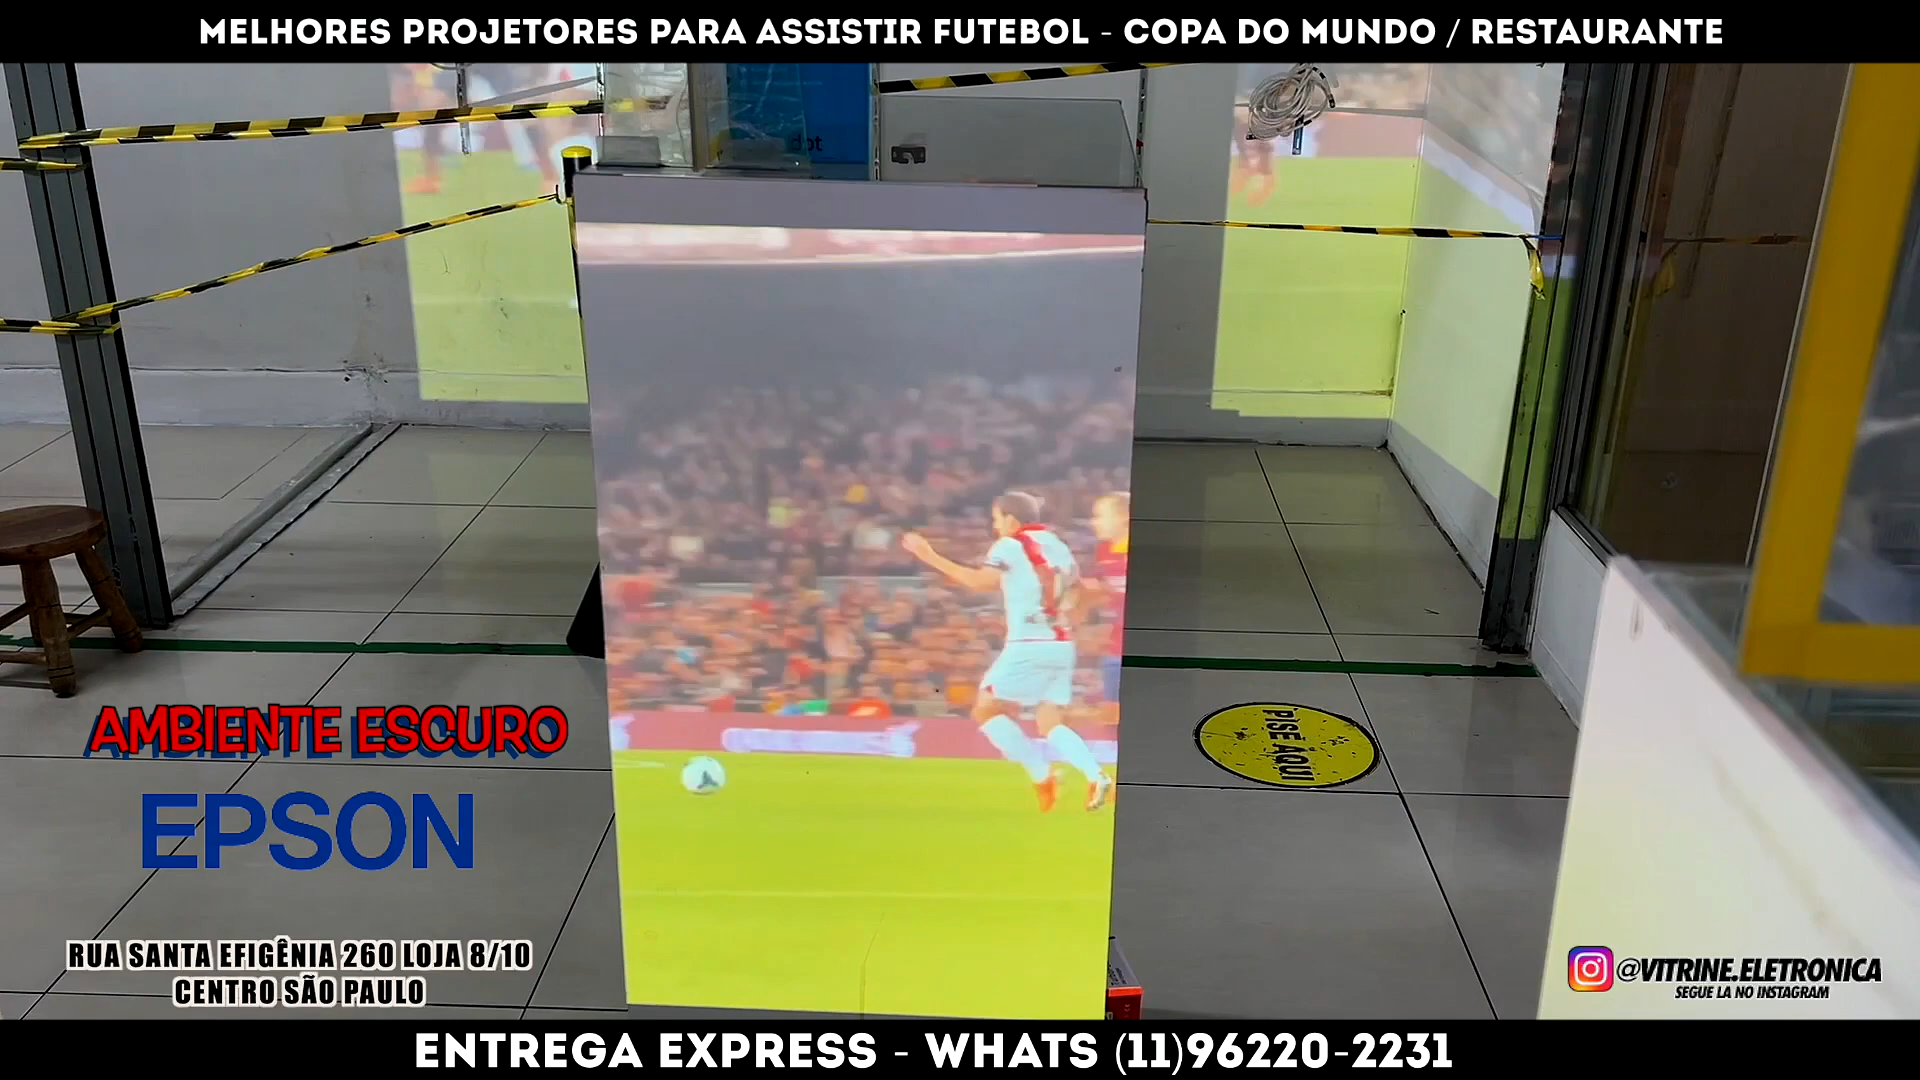 MELHORES PROJETORES PARA ASSISTIR FUTEBOL - COPA DO MUNDO / RESTAURANTE
PISE AQUI
AMBIENTE ESCURO
EPSON
RUA SANTA EFIGÊNIA 260 LOJA 8/10
CENTRO SÃO PAULO
@VITRINE.ELETRONICA
SEGUE LA NO INSTAGRAM
ENTREGA EXPRESS - WHATS (11)96220-2231